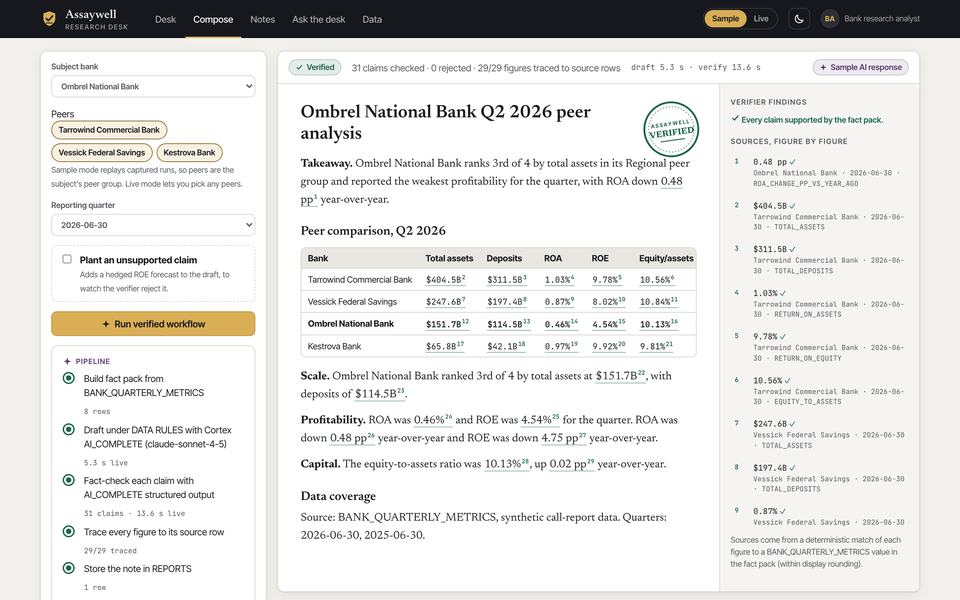 Assaywell
RESEARCH DESK
Desk Compose Notes Ask the desk Data
Sample Live
BA Bank research analyst
Subject bank
Ombrel National Bank
Peers
Tarrowind Commercial Bank
Vessick Federal Savings Kestrova Bank
Sample mode replays captured runs, so peers are the
subject's peer group. Live mode lets you pick any peers.
Reporting quarter
2026-06-30
Plant an unsupported claim
Adds a hedged ROE forecast to the draft, to
watch the verifier reject it.
Run verified workflow
PIPELINE
Build fact pack from
BANK_QUARTERLY_METRICS
8 rows
Draft under DATA RULES with Cortex
AI_COMPLETE (claude-sonnet-4-5)
5.3 s live
Fact-check each claim with
AI_COMPLETE structured output
31 claims · 13.6 s live
Trace every figure to its source row
29/29 traced
Store the note in REPORTS
1 row
Verified 31 claims checked · 0 rejected · 29/29 figures traced to source rows draft 5.3 s · verify 13.6 s
Sample AI response
Ombrel National Bank Q2 2026 peer
analysis
ASSAYWELL
VERIFIED
Takeaway. Ombrel National Bank ranks 3rd of 4 by total assets in its Regional peer
group and reported the weakest profitability for the quarter, with ROA down 0.48
pp1 year-over-year.
Peer comparison, Q2 2026
Bank Total assets Deposits ROA ROE Equity/assets
Tarrowind Commercial Bank $404.5B2 $311.5B3 1.03%4 9.78%5 10.56%6
Vessick Federal Savings $247.6B7 $197.4B8 0.87%9 8.02%10 10.84%11
Ombrel National Bank $151.7B12 $114.5B13 0.46%14 4.54%15 10.13%16
Kestrova Bank $65.8B17 $42.1B18 0.97%19 9.92%20 9.81%21
Scale. Ombrel National Bank ranked 3rd of 4 by total assets at $151.7B22, with
deposits of $114.5B23.
Profitability. ROA was 0.46%24 and ROE was 4.54%25 for the quarter. ROA was
down 0.48 pp26 year-over-year and ROE was down 4.75 pp27 year-over-year.
Capital. The equity-to-assets ratio was 10.13%28, up 0.02 pp29 year-over-year.
Data coverage
Source: BANK_QUARTERLY_METRICS, synthetic call-report data. Quarters:
2026-06-30, 2025-06-30.
VERIFIER FINDINGS
Every claim supported by the fact pack.
SOURCES, FIGURE BY FIGURE
1 0.48 pp
Ombrel National Bank · 2026-06-30 ·
ROA_CHANGE_PP_VS_YEAR_AGO
2 $404.5B
Tarrowind Commercial Bank · 2026-06-
30 · TOTAL_ASSETS
3 $311.5B
Tarrowind Commercial Bank · 2026-06-
30 · TOTAL_DEPOSITS
4 1.03%
Tarrowind Commercial Bank · 2026-06-
30 · RETURN_ON_ASSETS
5 9.78%
Tarrowind Commercial Bank · 2026-06-
30 · RETURN_ON_EQUITY
6 10.56%
Tarrowind Commercial Bank · 2026-06-
30 · EQUITY_TO_ASSETS
7 $247.6B
Vessick Federal Savings · 2026-06-30
· TOTAL_ASSETS
8 $197.4B
Vessick Federal Savings · 2026-06-30
· TOTAL_DEPOSITS
9 0.87%
Vessick Federal Savings · 2026-06-30
Sources come from a deterministic match of each
figure to a BANK_QUARTERLY_METRICS value in
the fact pack (within display rounding).